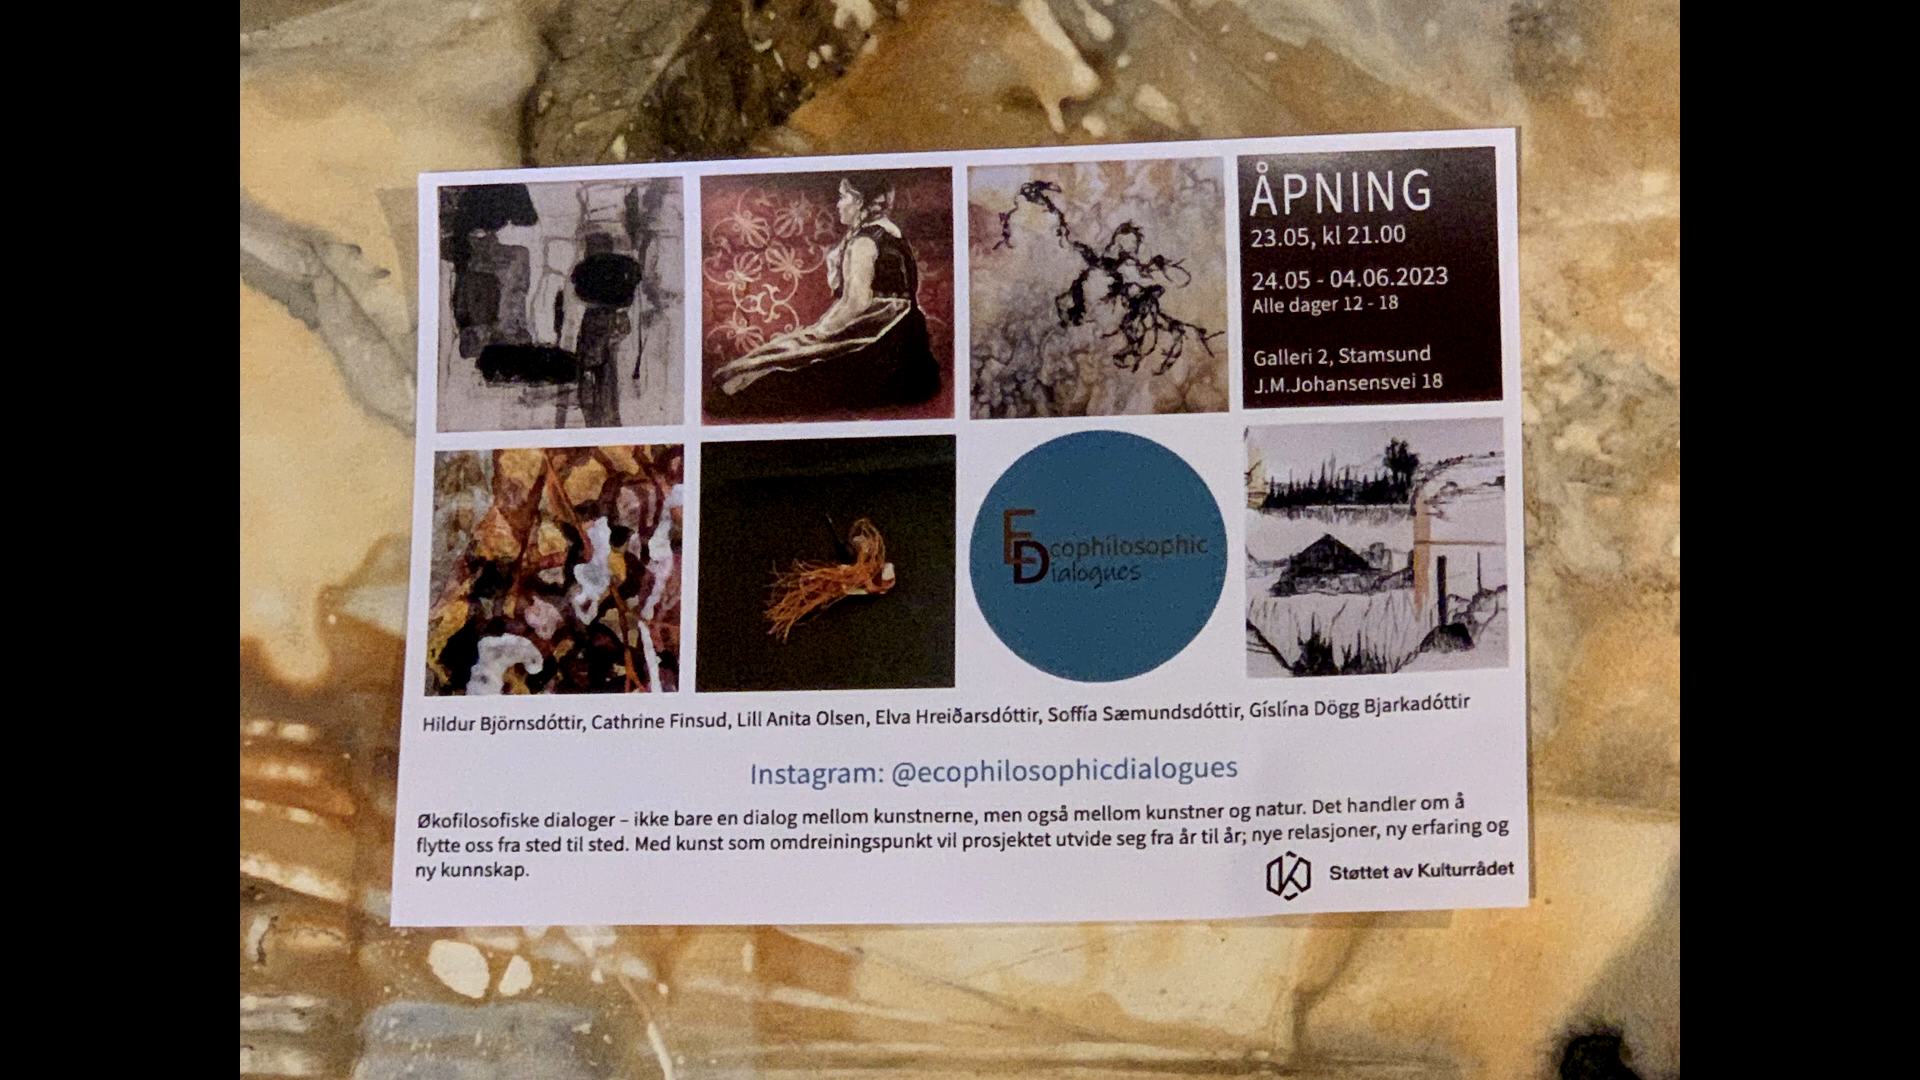 ÅPNING
23.05, kl 21.00
24.05 - 04.06.2023
Alle dager 12 - 18
Galleri 2, Stamsund
J.M.Johansensvei 18
Ecophilosophic
Dialogues
Hildur Björnsdóttir, Cathrine Finsud, Lill Anita Olsen, Elva Hreiðarsdóttir, Soffía Sæmundsdóttir, Gíslína Dögg Bjarkadóttir
Instagram: @ecophilosophicdialogues
Økofilosofiske dialoger – ikke bare en dialog mellom kunstnerne, men også mellom kunstner og natur. Det handler om å
flytte oss fra sted til sted. Med kunst som omdreiningspunkt vil prosjektet utvide seg fra år til år; nye relasjoner, ny erfaring og
ny kunnskap.
Støttet av Kulturrådet